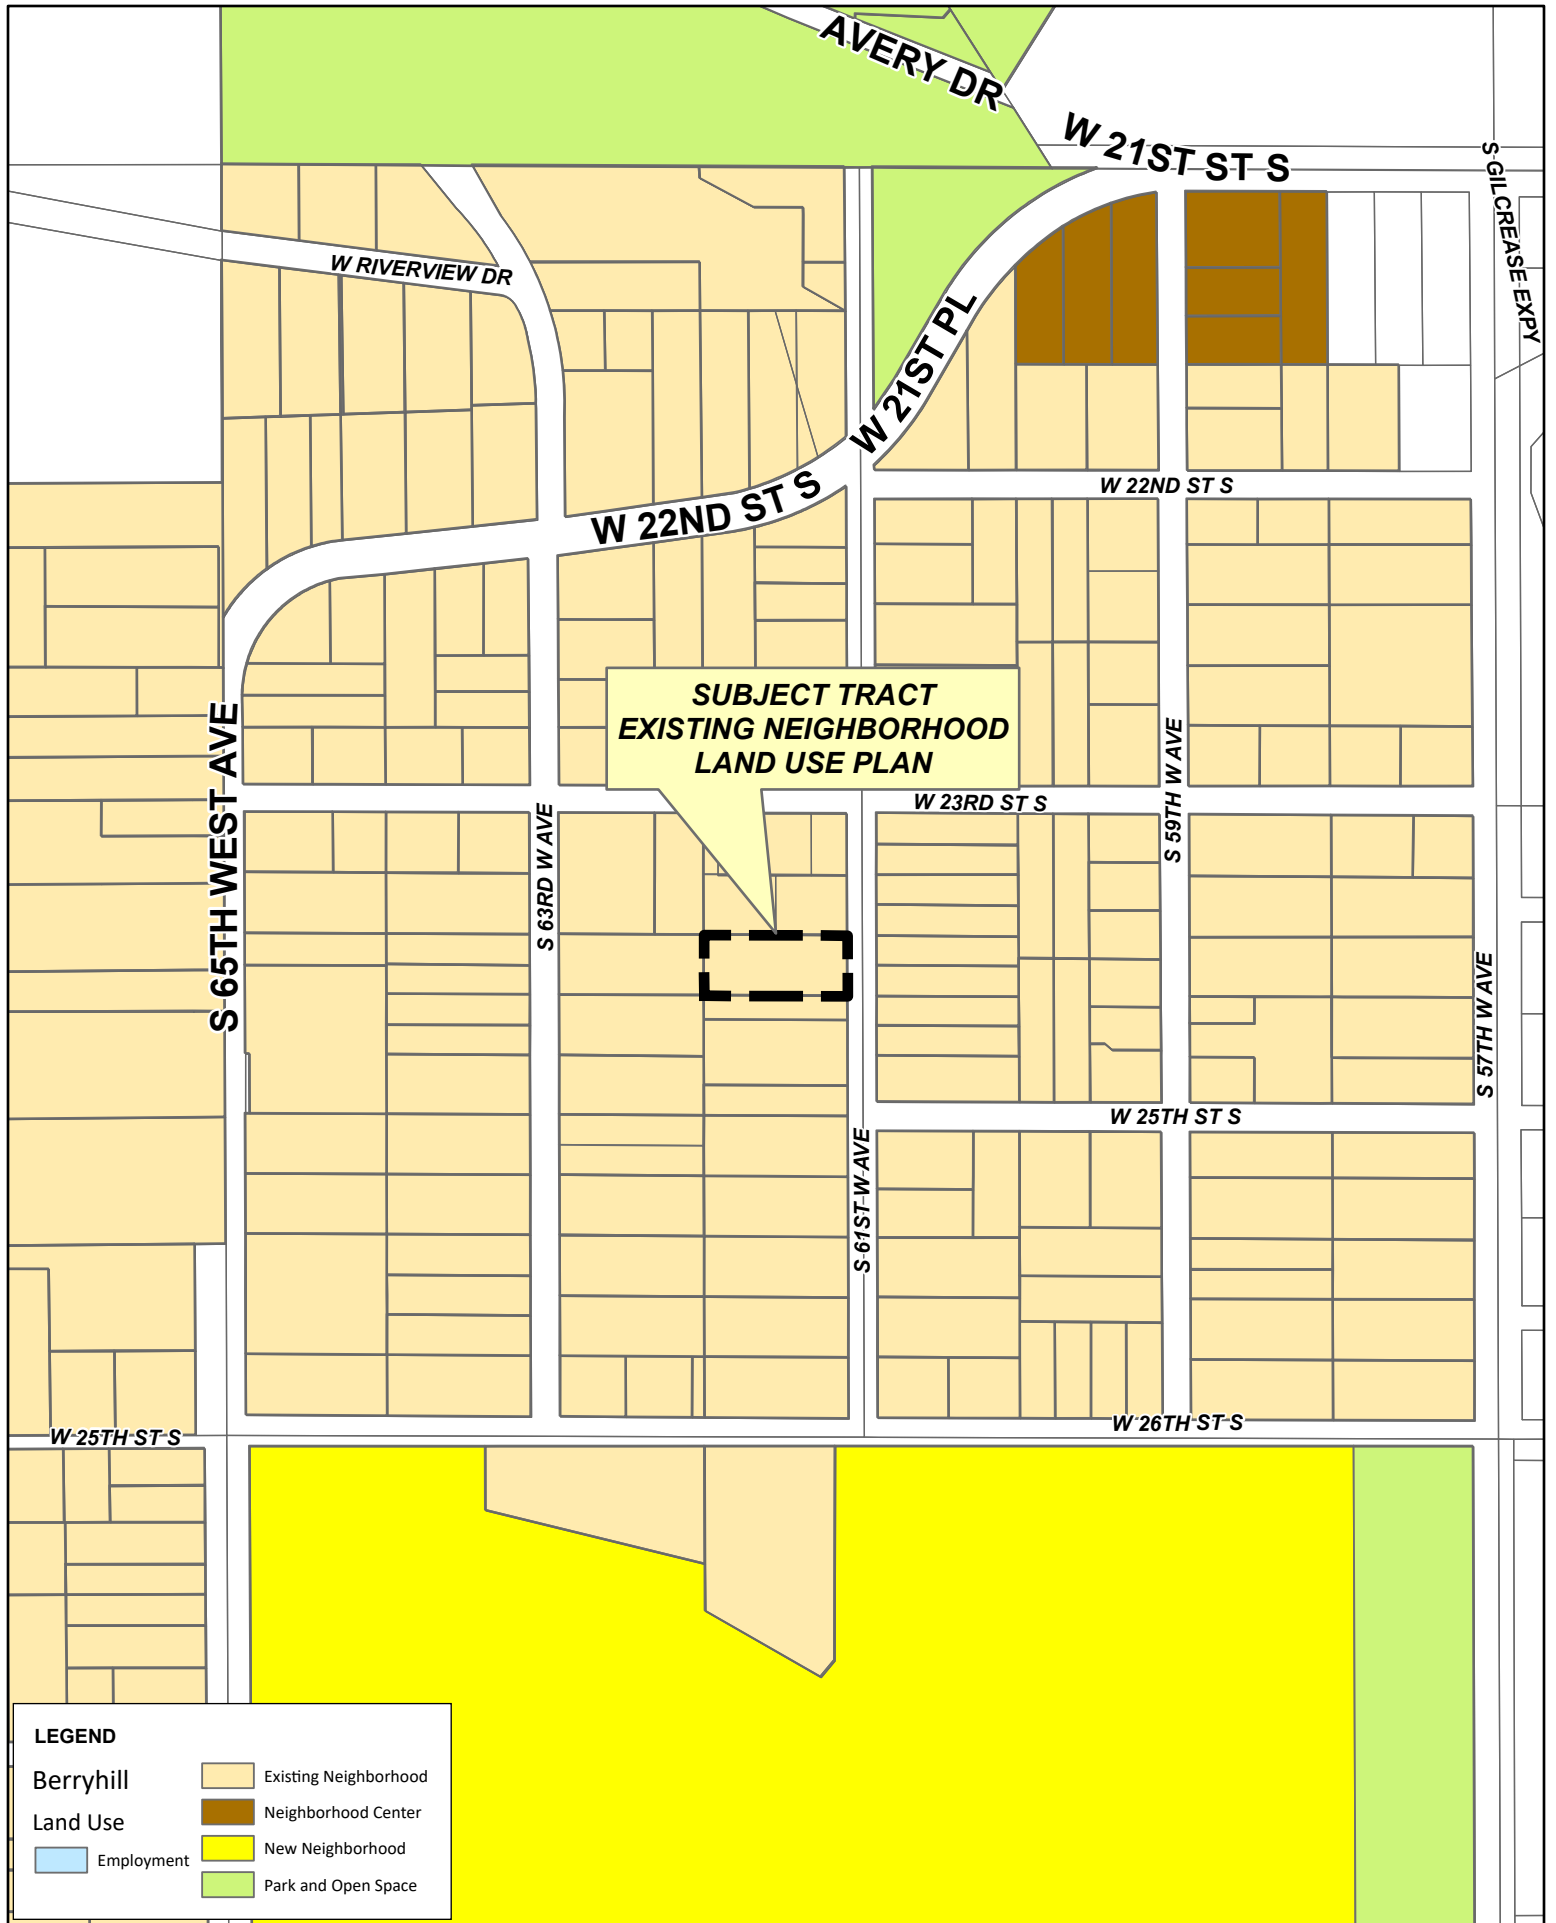 AVERY DR
W 21ST ST S
S GILCREASE EXPY
W RIVERVIEW DR
W 21ST PL
W 22ND ST S
W 22ND ST S
SUBJECT TRACT
EXISTING NEIGHBORHOOD
LAND USE PLAN
S 65TH WEST AVE
S 63RD W AVE
W 23RD ST S
S 59TH W AVE
S 57TH W AVE
W 25TH ST S
S 61ST W AVE
W 26TH ST S
W 25TH ST S
LEGEND
Berryhill
Land Use
Employment
Existing Neighborhood
Neighborhood Center
New Neighborhood
Park and Open Space